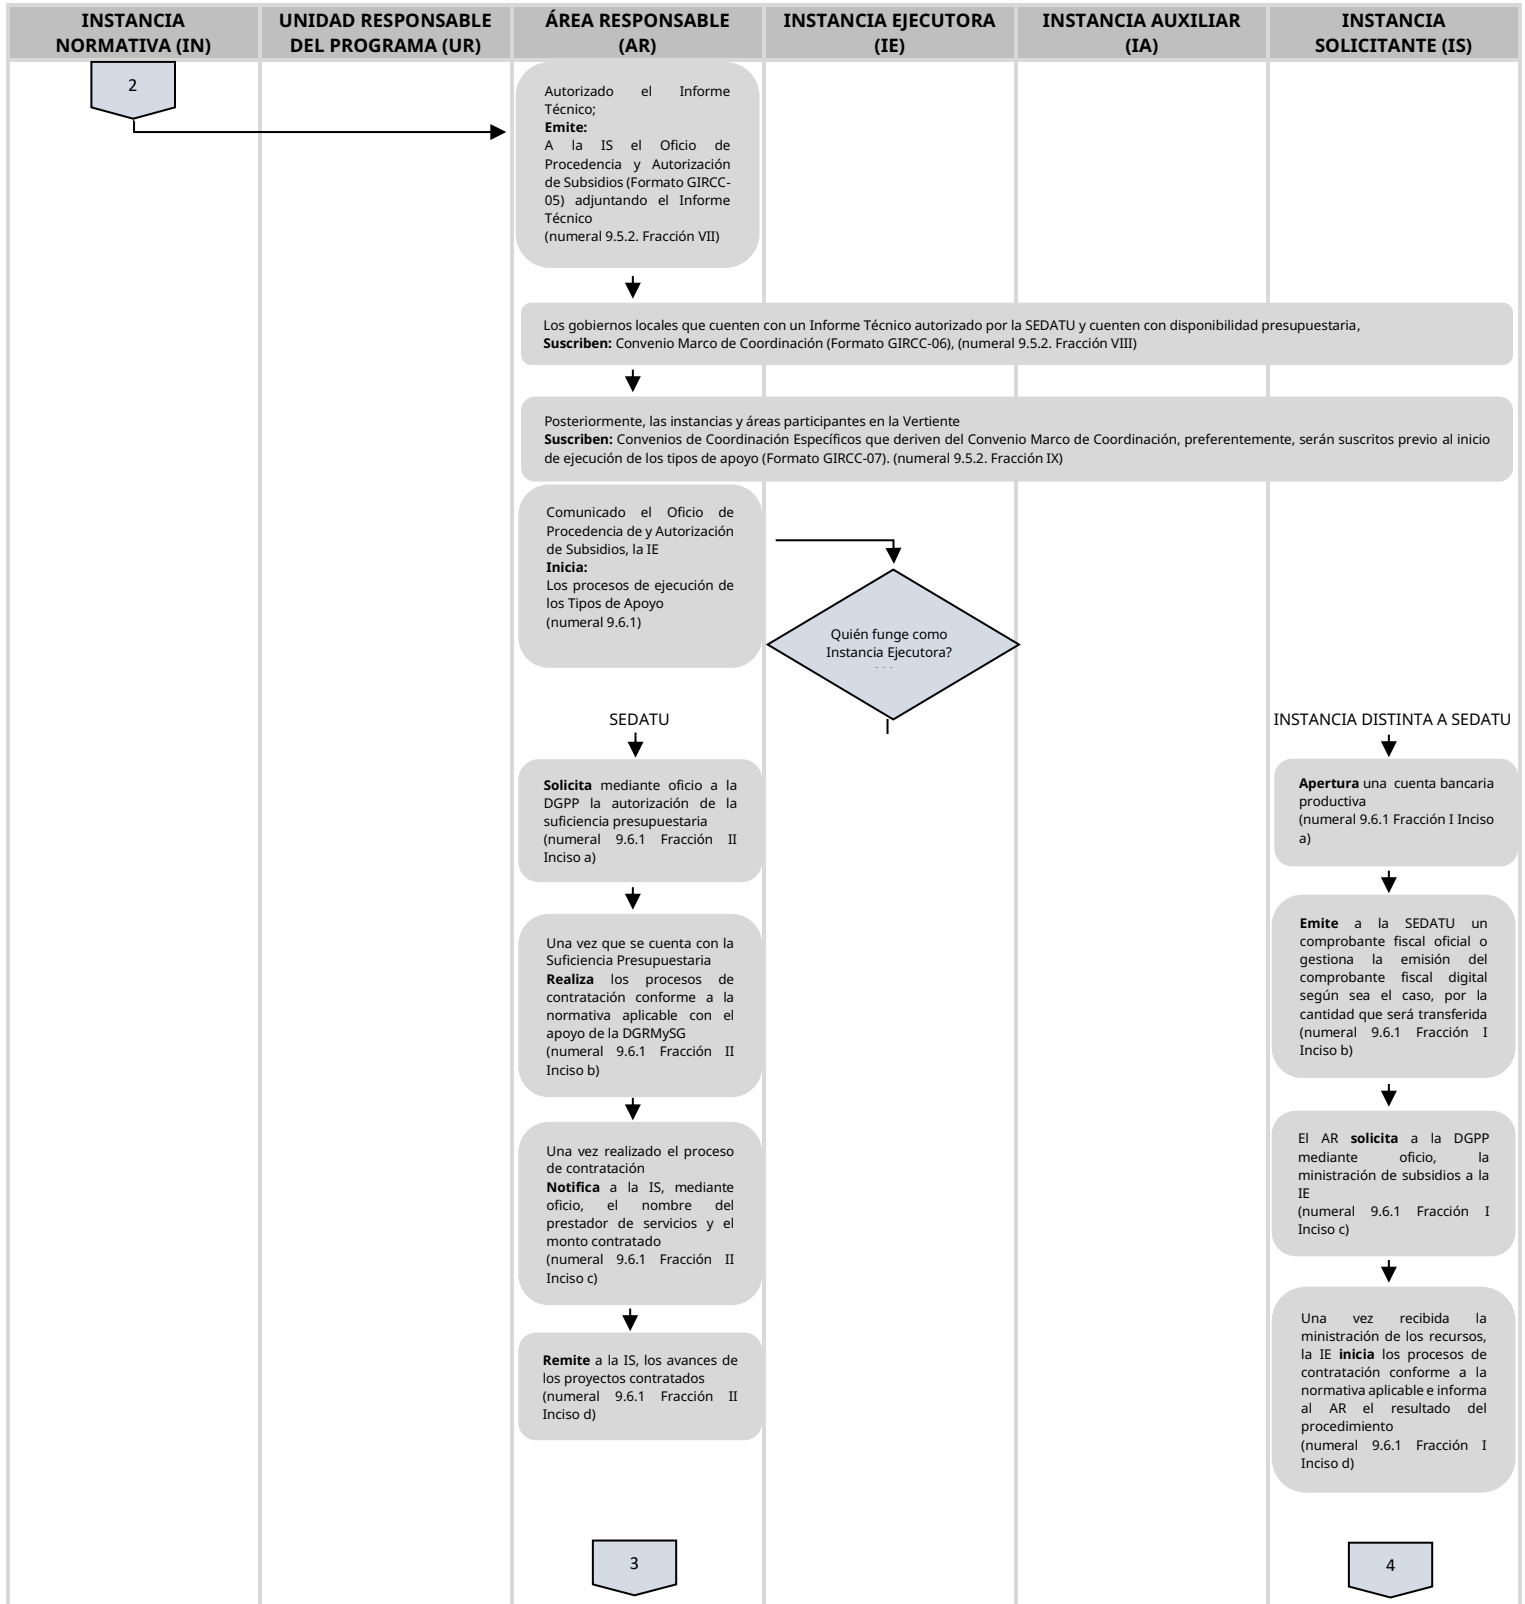 INSTANCIA
NORMATIVA (IN)
UNIDAD RESPONSABLE
DEL PROGRAMA (UR)
ÁREA RESPONSABLE
(AR)
INSTANCIA EJECUTORA
(IE)
INSTANCIA AUXILIAR
(IA)
INSTANCIA
SOLICITANTE (IS)
2
Autorizado el Informe
Técnico;
Emite:
A la IS el Oficio de
Procedencia y Autorización
de Subsidios (Formato GIRCC-
05) adjuntando el Informe
Técnico
(numeral 9.5.2. Fracción VII)
Los gobiernos locales que cuenten con un Informe Técnico autorizado por la SEDATU y cuenten con disponibilidad presupuestaria,
Suscriben: Convenio Marco de Coordinación (Formato GIRCC-06), (numeral 9.5.2. Fracción VIII)
Posteriormente, las instancias y áreas participantes en la Vertiente
Suscriben: Convenios de Coordinación Específicos que deriven del Convenio Marco de Coordinación, preferentemente, serán suscritos previo al inicio
de ejecución de los tipos de apoyo (Formato GIRCC-07). (numeral 9.5.2. Fracción IX)
Comunicado el Oficio de
Procedencia de y Autorización
de Subsidios, la IE
Inicia:
Los procesos de ejecución de
los Tipos de Apoyo
(numeral 9.6.1)
Quién funge como
Instancia Ejecutora?
SEDATU
Solicita mediante oficio a la
DGPP la autorización de la
suficiencia presupuestaria
(numeral 9.6.1 Fracción II
Inciso a)
Una vez que se cuenta con la
Suficiencia Presupuestaria
Realiza los procesos de
contratación conforme a la
normativa aplicable con el
apoyo de la DGRMySG
(numeral 9.6.1 Fracción II
Inciso b)
Una vez realizado el proceso
de contratación
Notifica a la IS, mediante
oficio, el nombre del
prestador de servicios y el
monto contratado
(numeral 9.6.1 Fracción II
Inciso c)
Remite a la IS, los avances de
los proyectos contratados
(numeral 9.6.1 Fracción II
Inciso d)
3
INSTANCIA DISTINTA A SEDATU
Apertura una cuenta bancaria
productiva
(numeral 9.6.1 Fracción I Inciso
a)
Emite a la SEDATU un
comprobante fiscal oficial o
gestiona la emisión del
comprobante fiscal digital
según sea el caso, por la
cantidad que será transferida
(numeral 9.6.1 Fracción I
Inciso b)
El AR solicita a la DGPP
mediante oficio, la
ministración de subsidios a la
IE
(numeral 9.6.1 Fracción I
Inciso c)
Una vez recibida la
ministración de los recursos,
la IE inicia los procesos de
contratación conforme a la
normativa aplicable e informa
al AR el resultado del
procedimiento
(numeral 9.6.1 Fracción I
Inciso d)
4